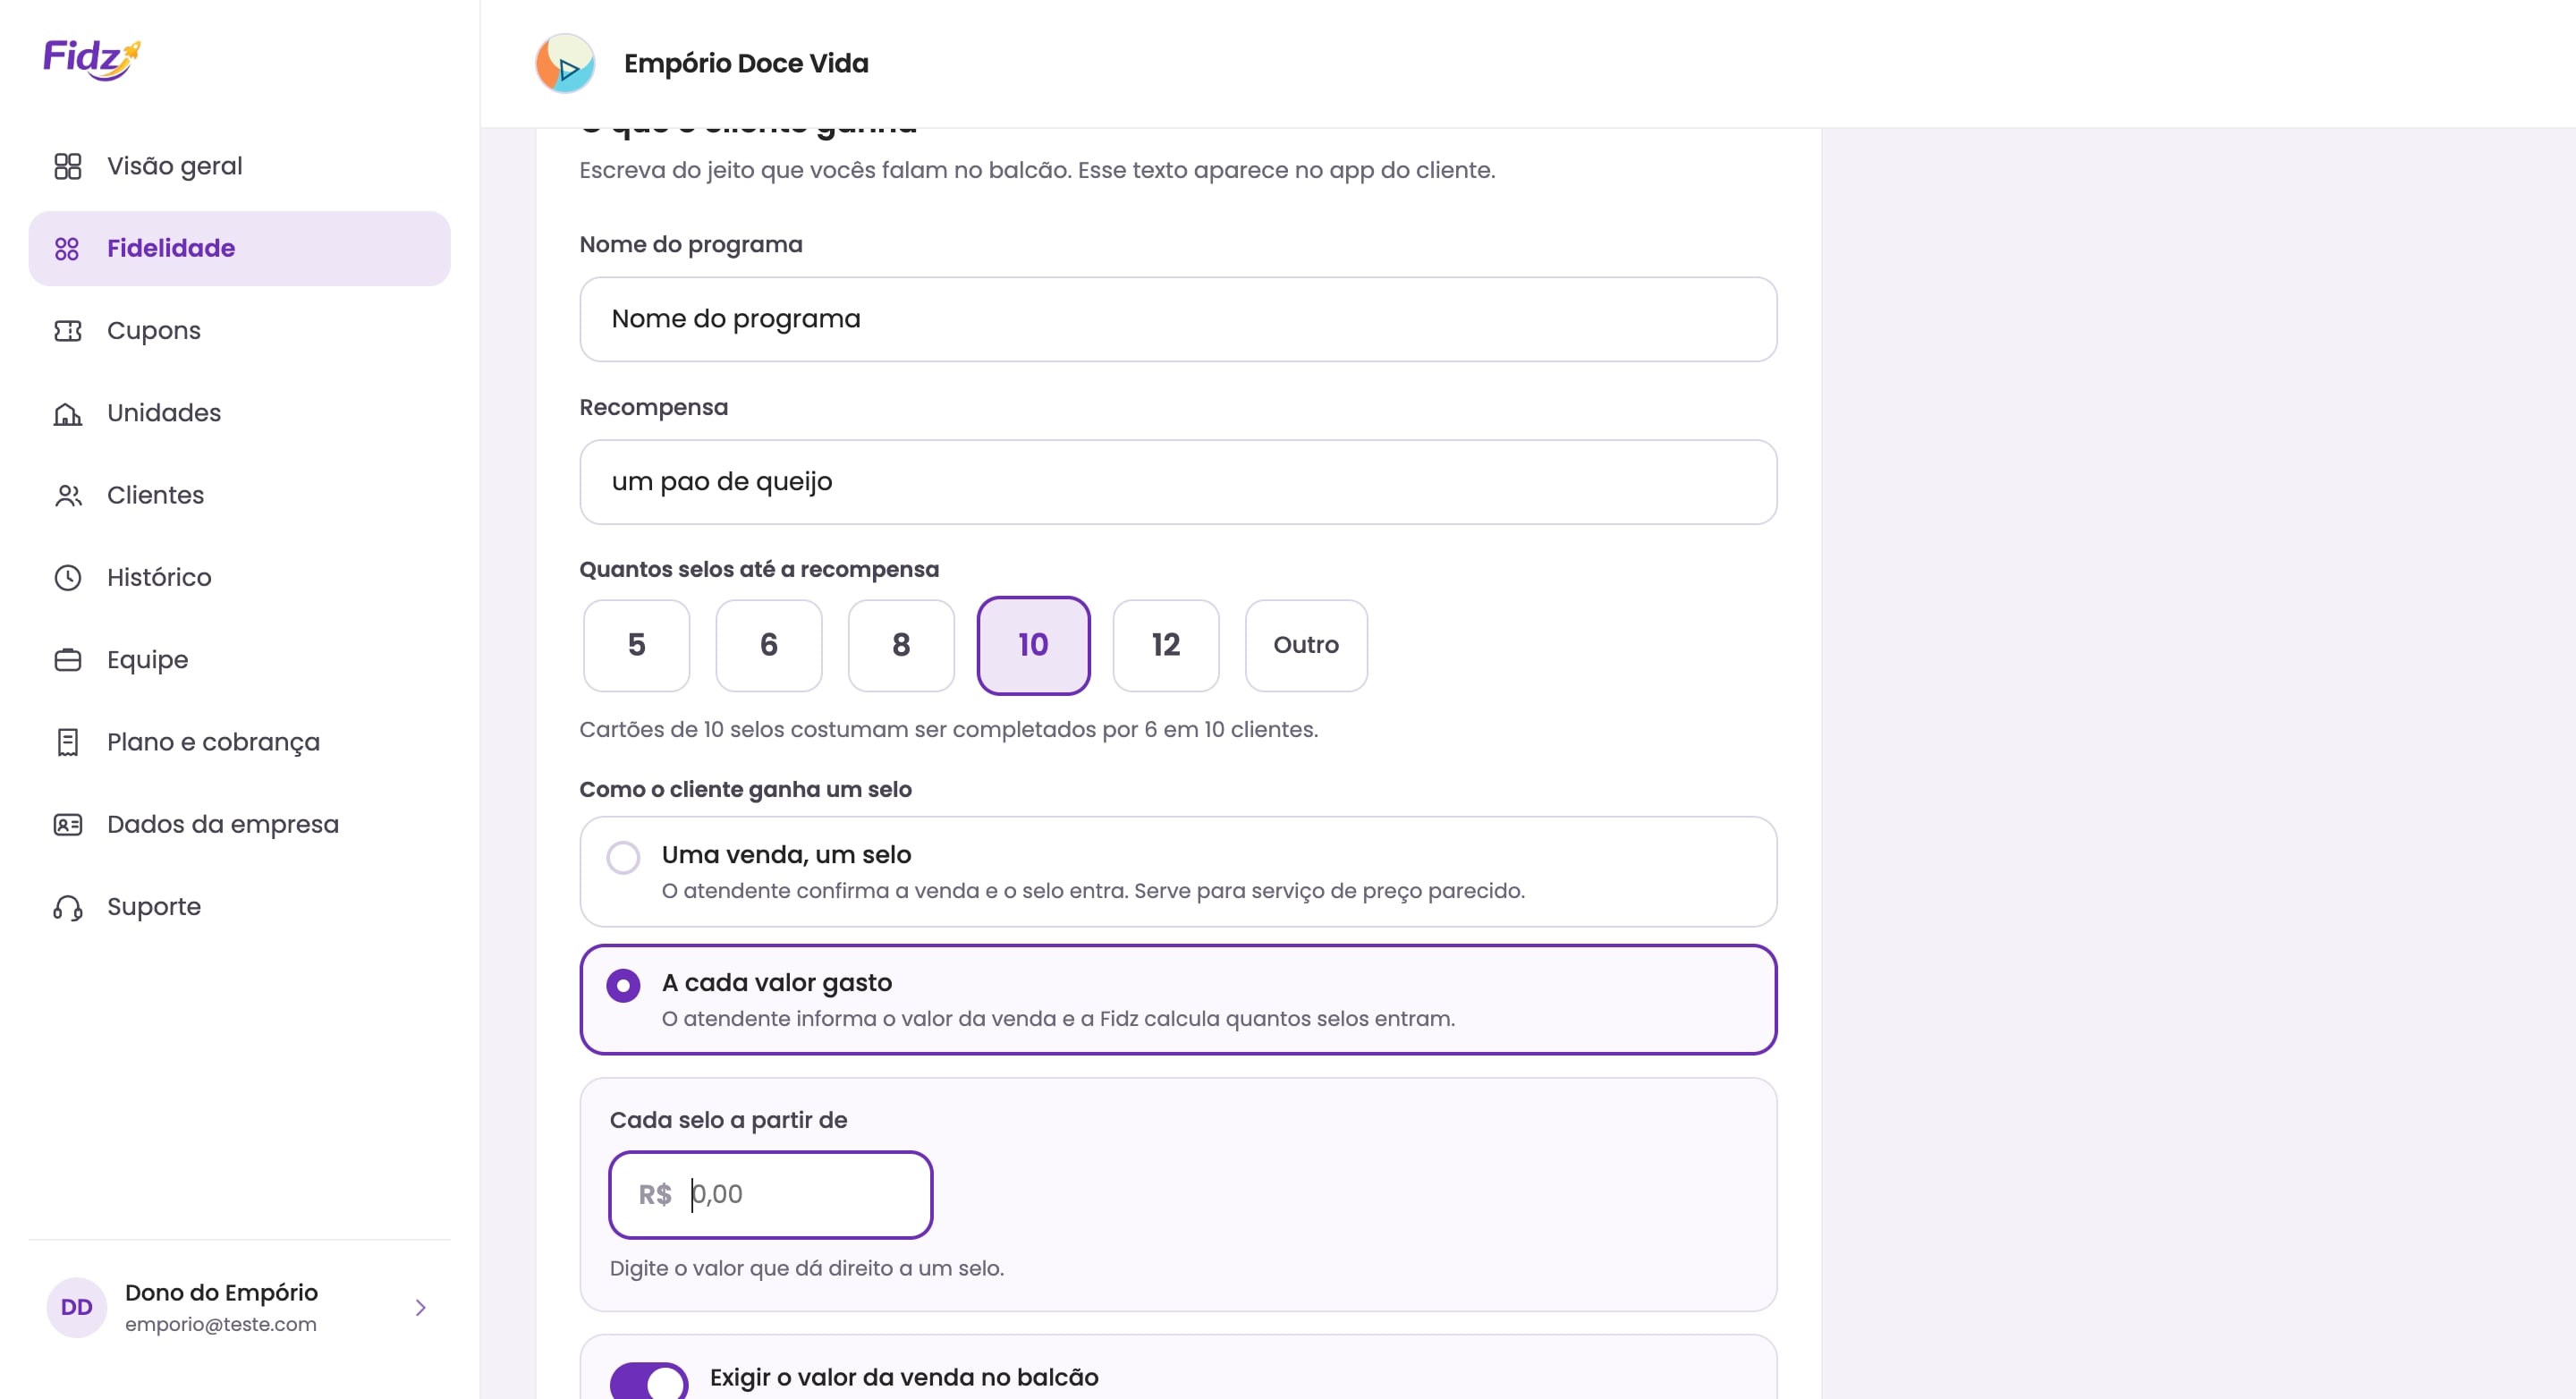 Fidz
Visão geral
Fidelidade
Cupons
Unidades
Clientes
Histórico
Equipe
Plano e cobrança
Dados da empresa
Suporte
DD
Dono do Empório
emporio@teste.com
Empório Doce Vida
O que o cliente ganha
Escreva do jeito que vocês falam no balcão. Esse texto aparece no app do cliente.
Nome do programa
Nome do programa
Recompensa
um pao de queijo
Quantos selos até a recompensa
5 6 8 10 12 Outro
Cartões de 10 selos costumam ser completados por 6 em 10 clientes.
Como o cliente ganha um selo
Uma venda, um selo
O atendente confirma a venda e o selo entra. Serve para serviço de preço parecido.
A cada valor gasto
O atendente informa o valor da venda e a Fidz calcula quantos selos entram.
Cada selo a partir de
R$ 0,00
Digite o valor que dá direito a um selo.
Exigir o valor da venda no balcão